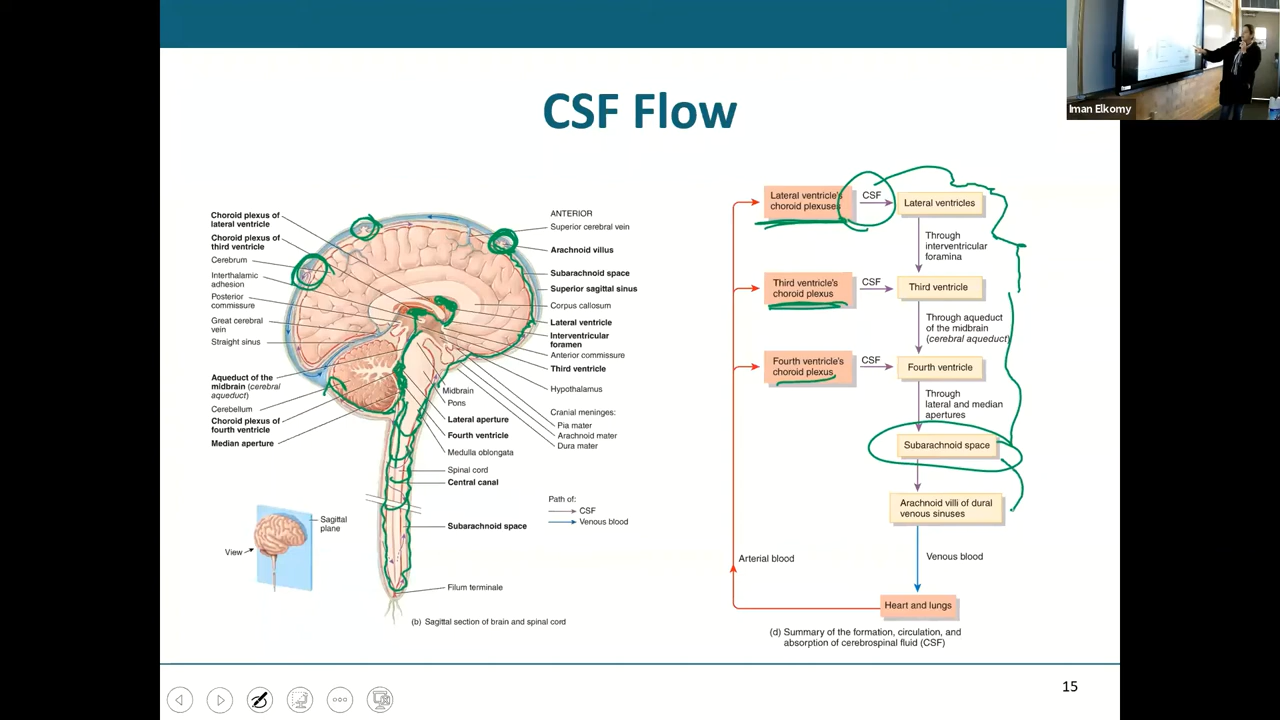 Iman Elkomy
CSF Flow
Choroid plexus of
lateral ventricle
Choroid plexus of
third ventricle
Cerebrum
Interthalamic
adhesion
Posterior
commissure
Great cerebral
vein
Straight sinus
Aqueduct of the
midbrain (cerebral
aqueduct)
Cerebellum
Choroid plexus of
fourth ventricle
Median aperture
ANTERIOR
Superior cerebral vein
Arachnoid villus
Subarachnoid space
Superior sagittal sinus
Corpus callosum
Lateral ventricle
Interventricular
foramen
Anterior commissure
Third ventricle
Hypothalamus
Cranial meninges:
Pia mater
Arachnoid mater
Dura mater
Midbrain
Pons
Lateral aperture
Fourth ventricle
Medulla oblongata
Spinal cord
Central canal
Path of:
CSF
Venous blood
Subarachnoid space
Filum terminale
Sagittal
plane
View
(b) Sagittal section of brain and spinal cord
Lateral ventricle's
choroid plexuses
CSF
Lateral ventricles
Through
interventricular
foramina
Third ventricle's
choroid plexus
CSF
Third ventricle
Through aqueduct
of the midbrain
(cerebral aqueduct)
Fourth ventricle's
choroid plexus
CSF
Fourth ventricle
Through
lateral and median
apertures
Subarachnoid space
Arachnoid villi of dural
venous sinuses
Arterial blood
Venous blood
Heart and lungs
(d) Summary of the formation, circulation, and
absorption of cerebrospinal fluid (CSF)
15